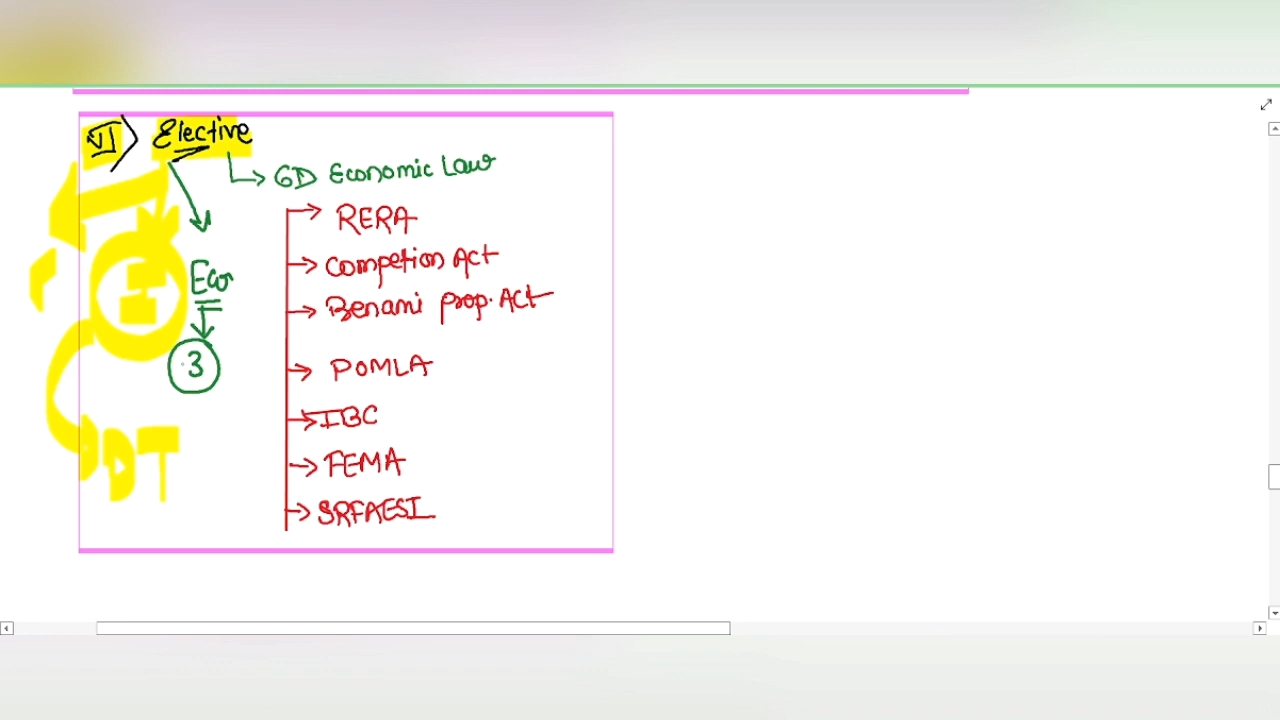 VI) Elective
6D Economic Law
RERA
Eco
Competion Act
Benami prop. Act
3
POMLA
IBC
FEMA
DT
SRFAESI